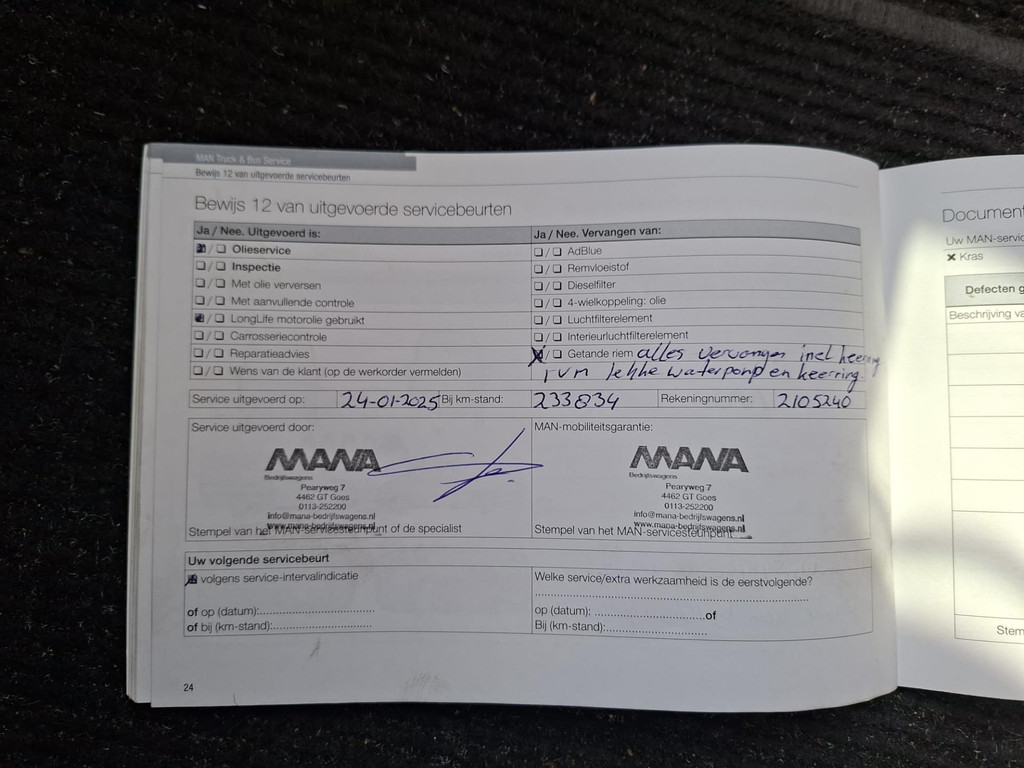 MAN Truck & Bus Service
Bewijs 12 van uitgevoerde servicebeurten
Bewijs 12 van uitgevoerde servicebeurten
Ja / Nee. Uitgevoerd is:
Olieservice
Inspectie
Met olie verversen
Met aanvullende controle
LongLife motorolie gebruikt
Carrosseriecontrole
Reparatieadvies
Wens van de klant (op de werkorder vermelden)
Ja / Nee. Vervangen van:
AdBlue
Remvloeistof
Dieselfilter
4-wielkoppeling: olie
Luchtfilterelement
Interieurluchtfilterelement
Getande riem alles vervangen incl
ivm lekke waterpomp en keerring.
Service uitgevoerd op: 24-01-2025 Bij km-stand: 233834 Rekeningnummer: 2105240
Service uitgevoerd door:
MANA
Bedrijfswagens
Pearyweg 7
4462 GT Goes
0113-252200
info@mana-bedrijfswagens.nl
www.mana-bedrijfswagens.nl
Stempel van het MAN-servicesteunpunt of de specialist
MAN-mobiliteitsgarantie:
MANA
Bedrijfswagens
Pearyweg 7
4462 GT Goes
0113-252200
info@mana-bedrijfswagens.nl
www.mana-bedrijfswagens.nl
Stempel van het MAN-servicesteunpunt
Uw volgende servicebeurt
volgens service-intervalindicatie
of op (datum):
of bij (km-stand):
Welke service/extra werkzaamheid is de eerstvolgende?
op (datum): of
Bij (km-stand):
24
Document
Uw MAN-servic
Kras
Defecten g
Beschrijving va
Stem